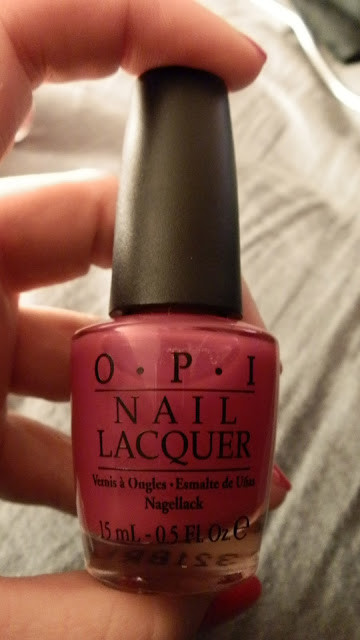 O · P · I
NAIL
LACQUER
Vernis à Ongles · Esmalte de Uñas
Nagellack
15 mL - 0.5 Fl. Oz ℮